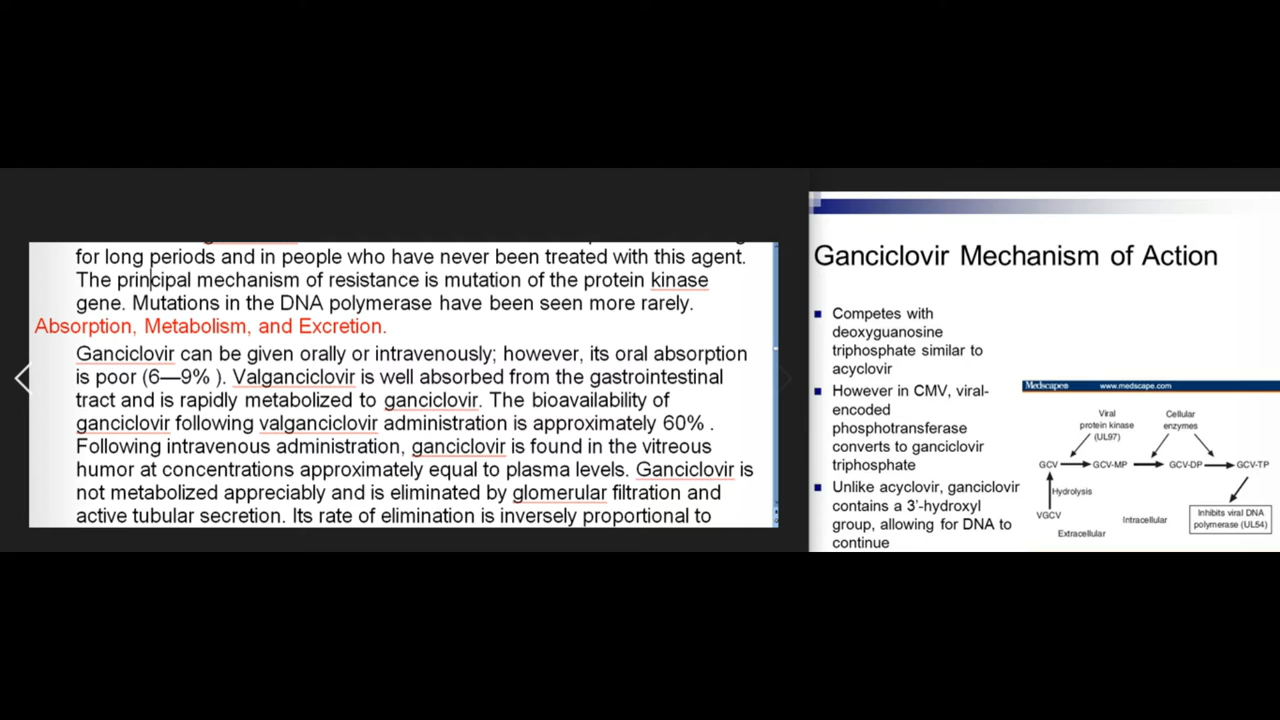 for long periods and in people who have never been treated with this agent.
The principal mechanism of resistance is mutation of the protein kinase
gene. Mutations in the DNA polymerase have been seen more rarely.
Absorption, Metabolism, and Excretion.
Ganciclovir can be given orally or intravenously; however, its oral absorption
is poor (6—9% ). Valganciclovir is well absorbed from the gastrointestinal
tract and is rapidly metabolized to ganciclovir. The bioavailability of
ganciclovir following valganciclovir administration is approximately 60% .
Following intravenous administration, ganciclovir is found in the vitreous
humor at concentrations approximately equal to plasma levels. Ganciclovir is
not metabolized appreciably and is eliminated by glomerular filtration and
active tubular secretion. Its rate of elimination is inversely proportional to
Ganciclovir Mechanism of Action
Competes with
deoxyguanosine
triphosphate similar to
acyclovir
However in CMV, viral-
encoded
phosphotransferase
converts to ganciclovir
triphosphate
Unlike acyclovir, ganciclovir
contains a 3'-hydroxyl
group, allowing for DNA to
continue
Medscape® www.medscape.com
Viral
protein kinase
(UL97)
Cellular
enzymes
GCV GCV-MP GCV-DP GCV-TP
Hydrolysis
VGCV
Extracellular
Intracellular
Inhibits viral DNA
polymerase (UL54)